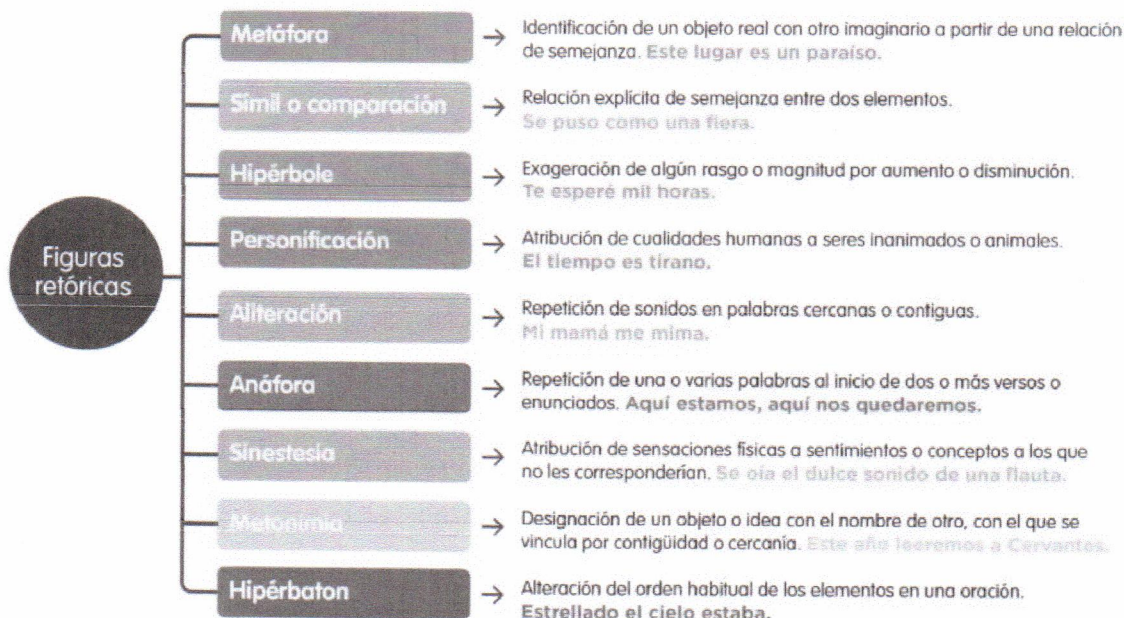 Figuras
retóricas
Metáfora → Identificación de un objeto real con otro imaginario a partir de una relación
de semejanza. Este lugar es un paraíso.
Símil o comparación → Relación explícita de semejanza entre dos elementos.
Se puso como una fiera.
Hipérbole → Exageración de algún rasgo o magnitud por aumento o disminución.
Te esperé mil horas.
Personificación → Atribución de cualidades humanas a seres inanimados o animales.
El tiempo es tirano.
Aliteración → Repetición de sonidos en palabras cercanas o contiguas.
Mi mamá me mima.
Anáfora → Repetición de una o varias palabras al inicio de dos o más versos o
enunciados. Aquí estamos, aquí nos quedaremos.
Sinestesia → Atribución de sensaciones físicas a sentimientos o conceptos a los que
no les corresponderían. Se oía el dulce sonido de una flauta.
Metonimia → Designación de un objeto o idea con el nombre de otro, con el que se
vincula por contigüidad o cercanía. Este año leeremos a Cervantes.
Hipérbaton → Alteración del orden habitual de los elementos en una oración.
Estrellado el cielo estaba.